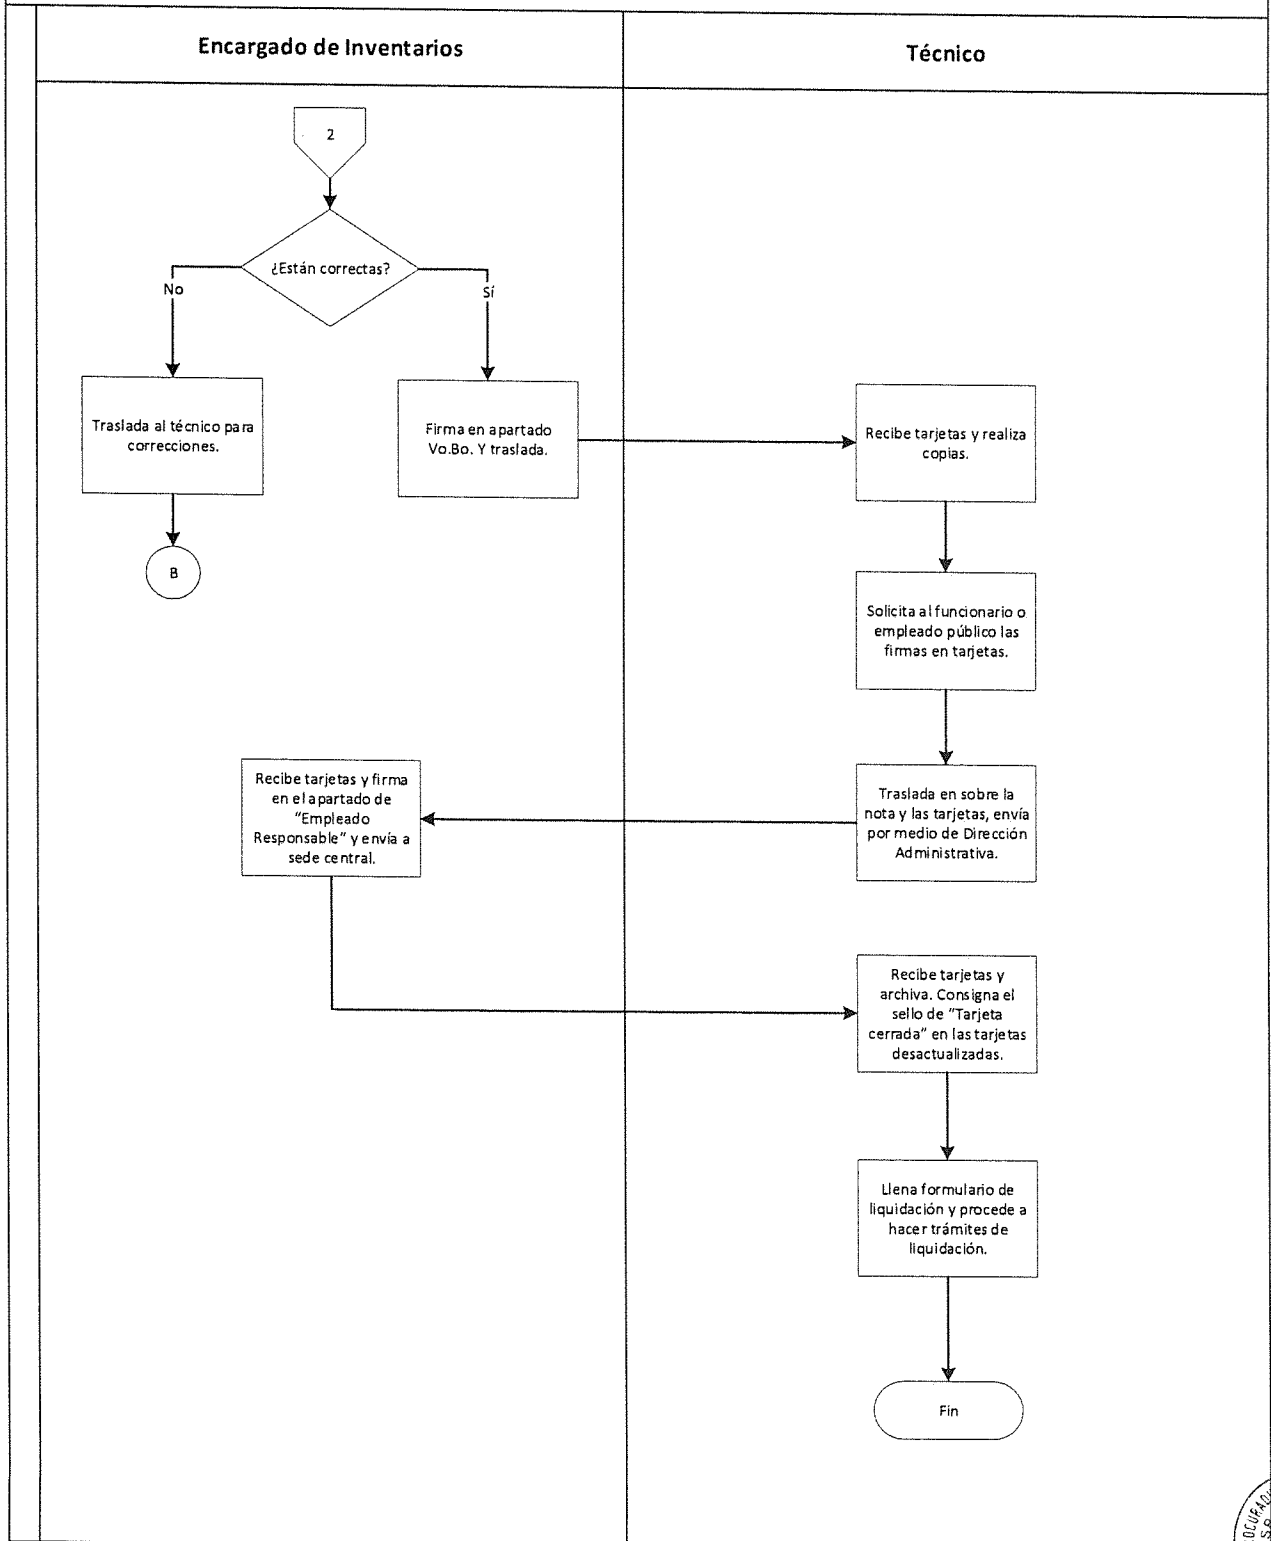 Encargado de Inventarios
Técnico
2
¿Están correctas?
No
Sí
Traslada al técnico para
correcciones.
Firma en apartado
Vo.Bo. Y traslada.
Recibe tarjetas y realiza
copias.
B
Solicita al funcionario o
empleado público las
firmas en tarjetas.
Recibe tarjetas y firma
en el apartado de
"Empleado
Responsable" y envía a
sede central.
Traslada en sobre la
nota y las tarjetas, envía
por medio de Dirección
Administrativa.
Recibe tarjetas y
archiva. Consigna el
sello de "Tarjeta
cerrada" en las tarjetas
desactualizadas.
Llena formulario de
liquidación y procede a
hacer trámites de
liquidación.
Fin